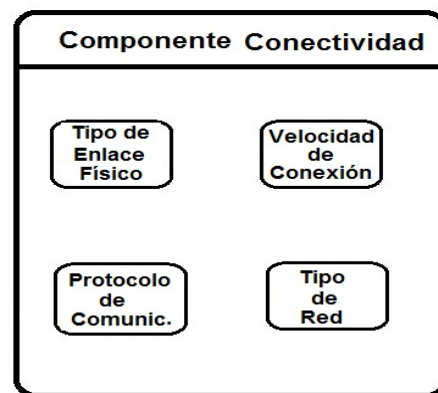 Componente Conectividad
Tipo de
Enlace
Físico
Velocidad
de
Conexión
Protocolo
de
Comunic.
Tipo
de
Red